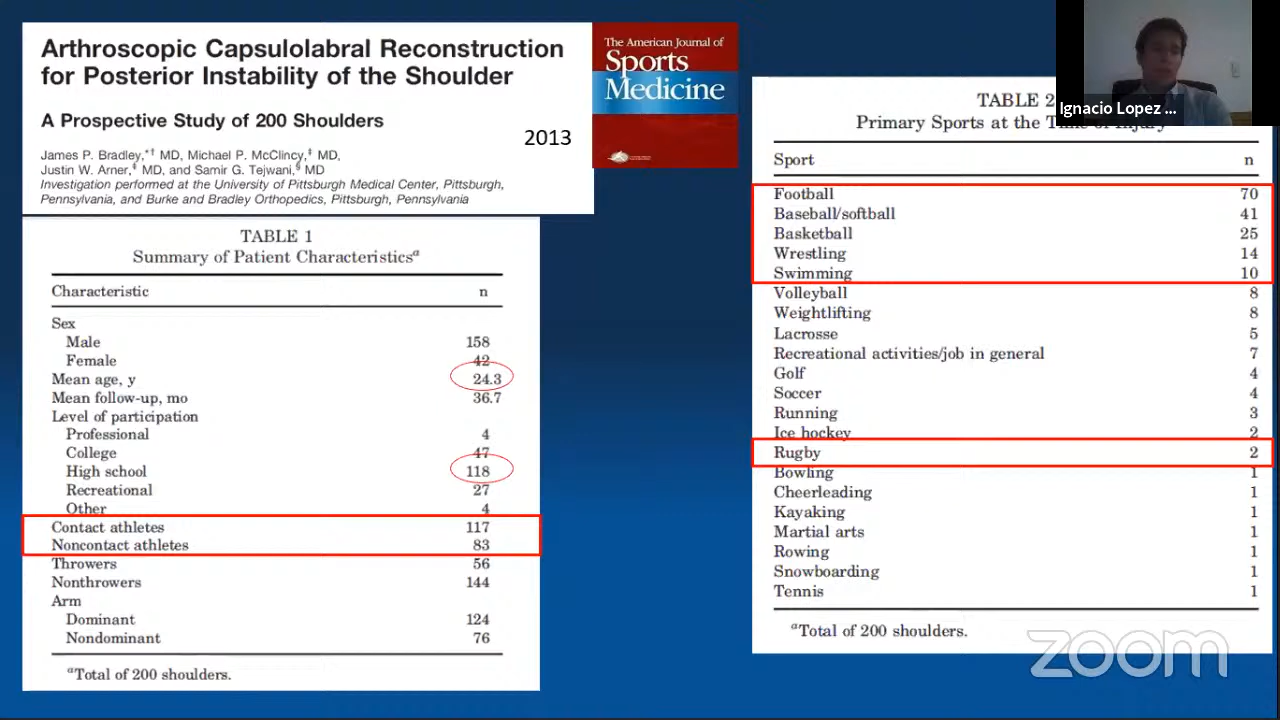 Arthroscopic Capsulolabral Reconstruction
for Posterior Instability of the Shoulder
A Prospective Study of 200 Shoulders
2013
James P. Bradley,*† MD, Michael P. McClincy,‡ MD,
Justin W. Arner,‡ MD, and Samir G. Tejwani,§ MD
Investigation performed at the University of Pittsburgh Medical Center, Pittsburgh,
Pennsylvania, and Burke and Bradley Orthopedics, Pittsburgh, Pennsylvania
The American Journal of
Sports
Medicine
TABLE 1
Summary of Patient Characteristicsa
Characteristic n
Sex
Male 158
Female 42
Mean age, y 24.3
Mean follow-up, mo 36.7
Level of participation
Professional 4
College 47
High school 118
Recreational 27
Other 4
Contact athletes 117
Noncontact athletes 83
Throwers 56
Nonthrowers 144
Arm
Dominant 124
Nondominant 76
aTotal of 200 shoulders.
Ignacio Lopez ...
TABLE 2
Primary Sports at the Time of Injury
Sport n
Football 70
Baseball/softball 41
Basketball 25
Wrestling 14
Swimming 10
Volleyball 8
Weightlifting 8
Lacrosse 5
Recreational activities/job in general 7
Golf 4
Soccer 4
Running 3
Ice hockey 2
Rugby 2
Bowling 1
Cheerleading 1
Kayaking 1
Martial arts 1
Rowing 1
Snowboarding 1
Tennis 1
aTotal of 200 shoulders.
zoom